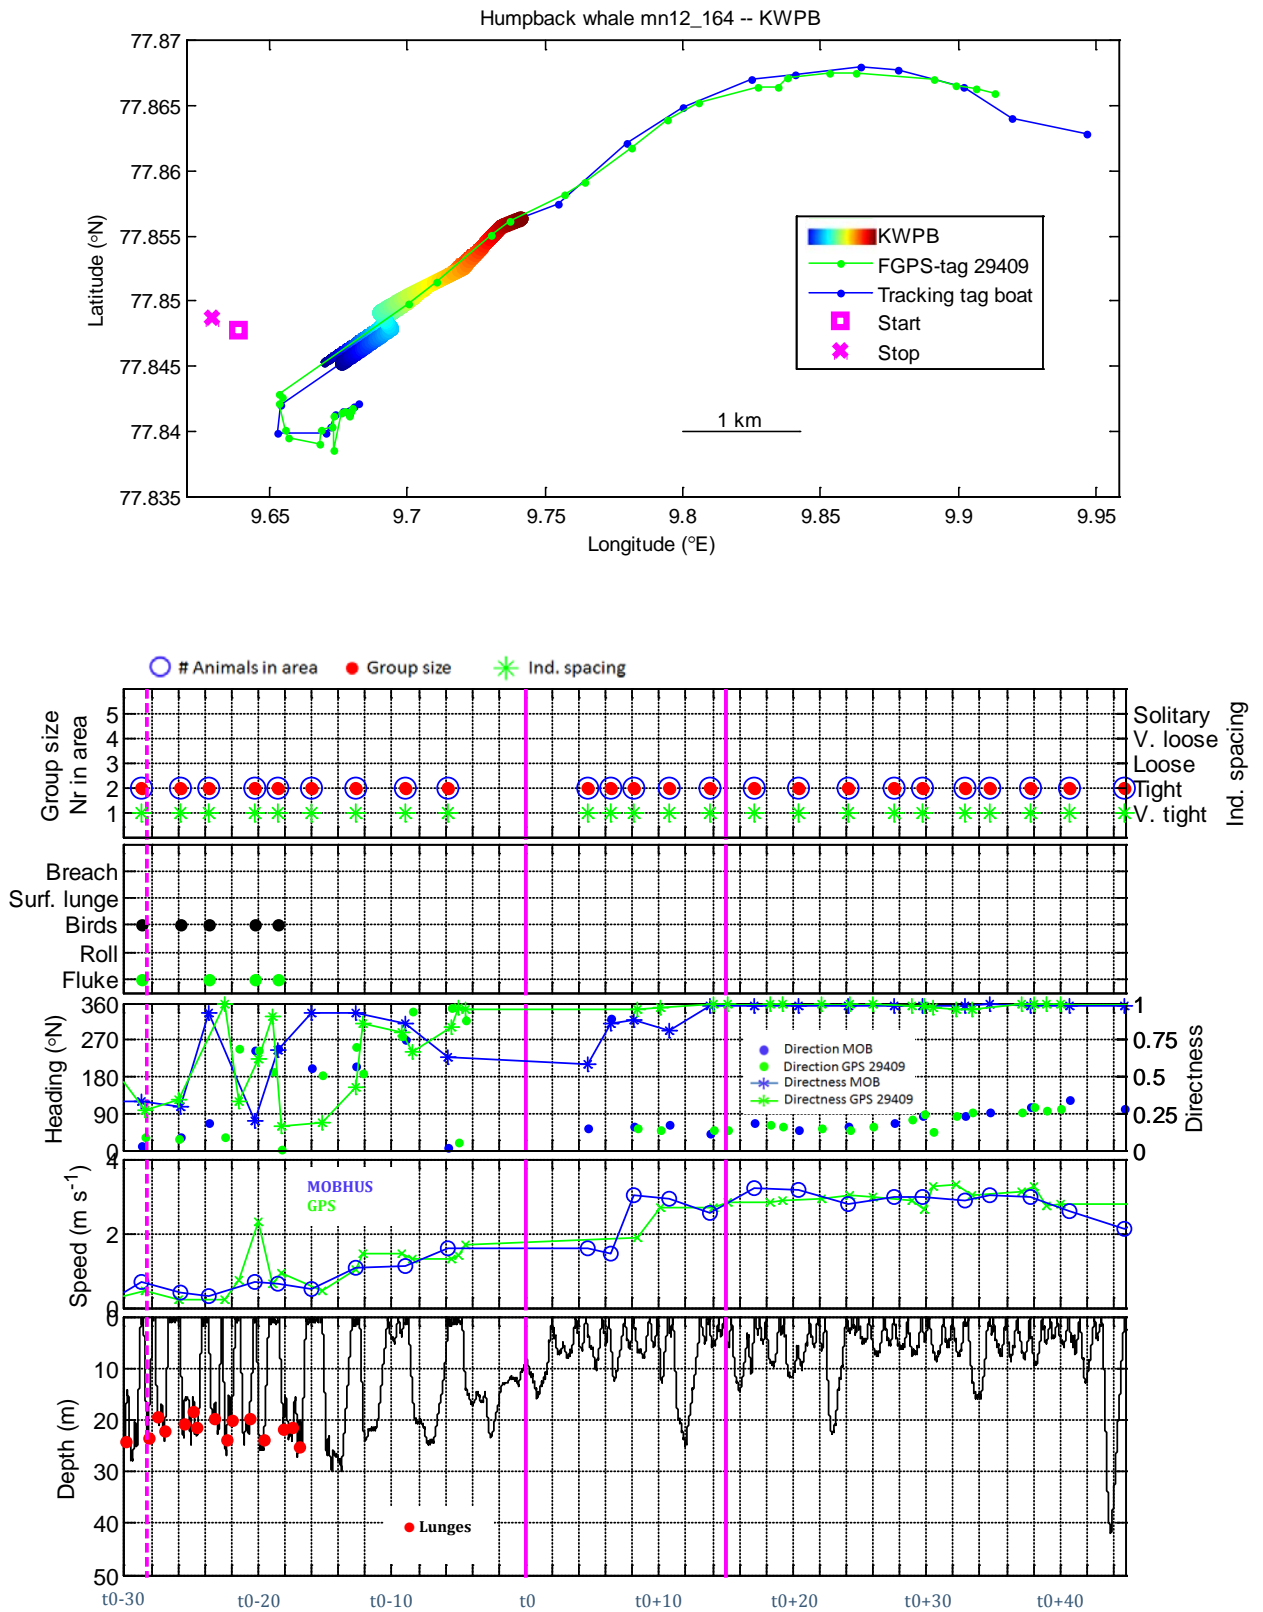 Humpback whale mn12_164 -- KWPB
77.87
77.865
77.86
77.855
77.85
77.845
77.84
77.835
Latitude (°N)
KWPB
FGPS-tag 29409
Tracking tag boat
Start
Stop
1 km
9.65 9.7 9.75 9.8 9.85 9.9 9.95
Longitude (°E)
# Animals in area Group size Ind. spacing
Group size
Nr in area
5
4
3
2
1
Solitary
V. loose
Loose
Tight
V. tight
Ind. spacing
Breach
Surf. lunge
Birds
Roll
Fluke
Heading (°N)
360
270
180
90
0
Direction MOB
Direction GPS 29409
Directness MOB
Directness GPS 29409
1
0.75
0.5
0.25
0
Directness
Speed (m s-1)
4
2
0
MOBHUS
GPS
Depth (m)
0
10
20
30
40
50
Lunges
t0-30 t0-20 t0-10 t0 t0+10 t0+20 t0+30 t0+40